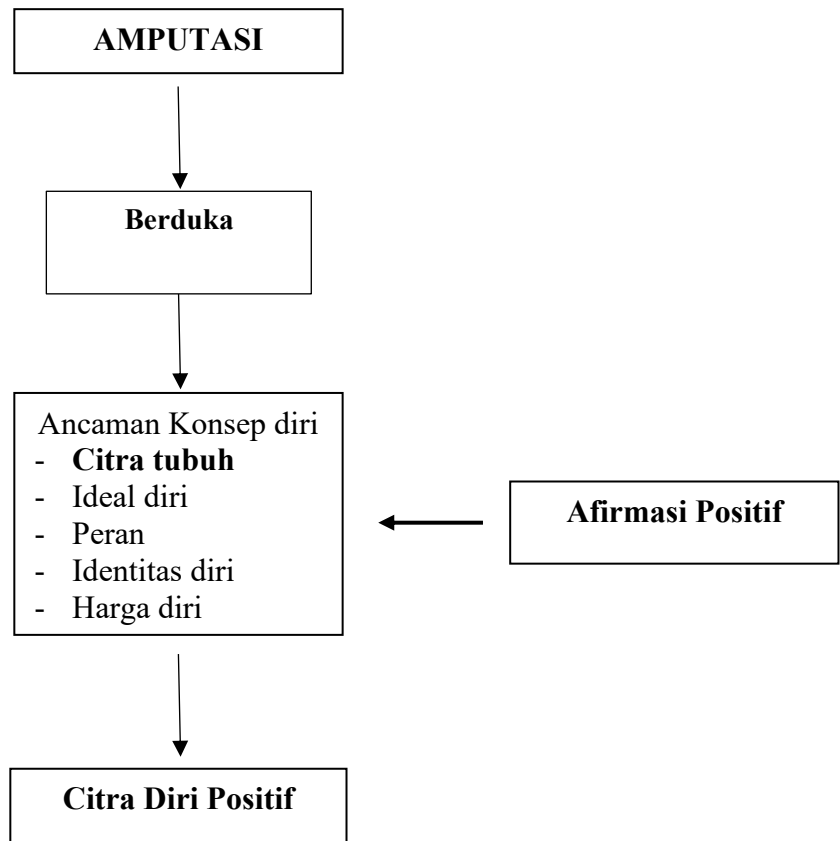 AMPUTASI
Berduka
Ancaman Konsep diri
- Citra tubuh
- Ideal diri
- Peran
- Identitas diri
- Harga diri
Afirmasi Positif
Citra Diri Positif